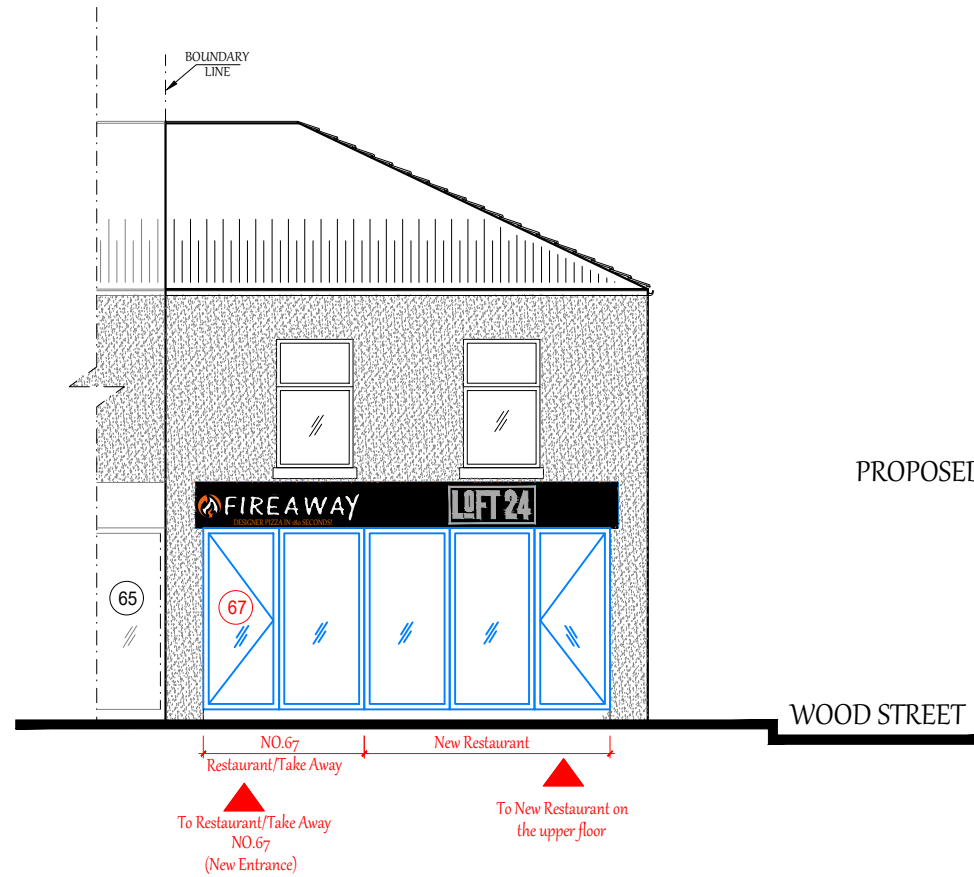 BOUNDARY
LINE
PROPOSED
FIREAWAY
DESIGNER PIZZA IN 180 SECONDS!
LOFT 24
65
67
WOOD STREET
NO.67
Restaurant/Take Away
New Restaurant
To Restaurant/Take Away
NO.67
(New Entrance)
To New Restaurant on
the upper floor